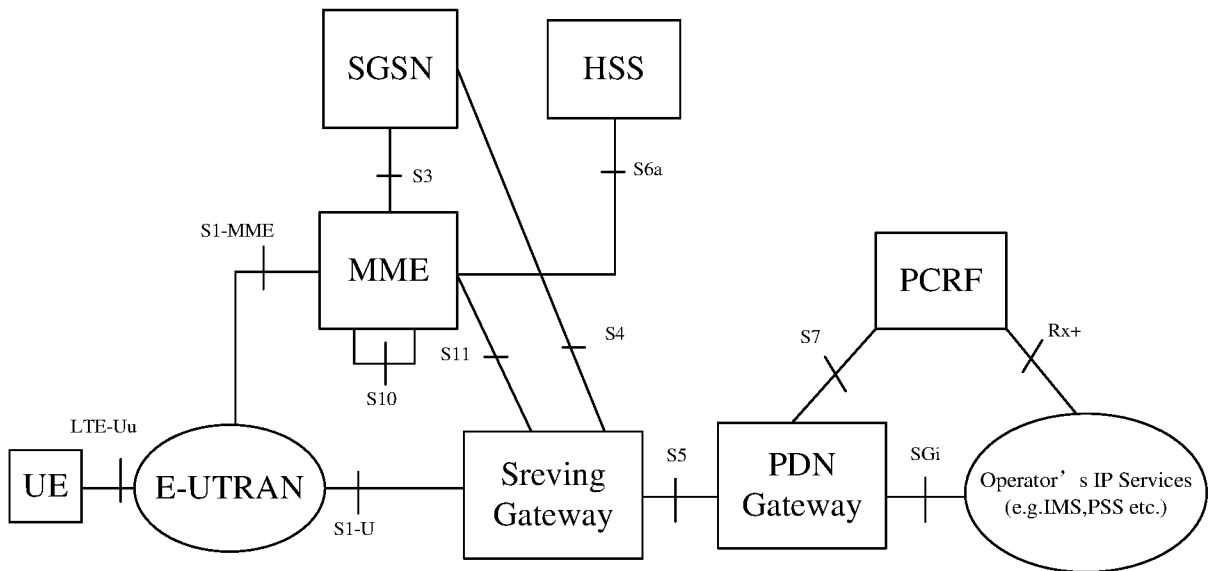 SGSN
HSS
S3
S6a
S1-MME
MME
PCRF
S11
S4
S7
Rx+
S10
LTE-Uu
UE
E-UTRAN
S1-U
Sreving
Gateway
S5
PDN
Gateway
SGi
Operator’s IP Services
(e.g.IMS,PSS etc.)